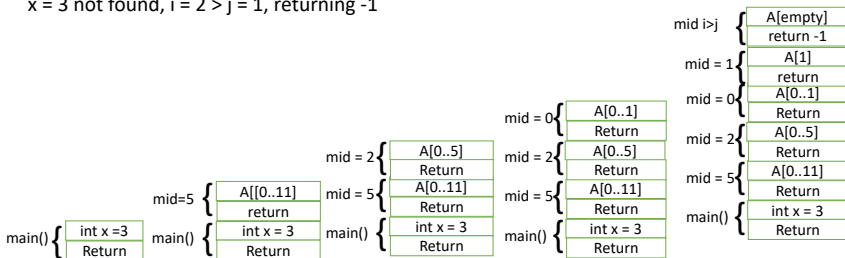 x = 3 not found, i = 2 > j = 1, returning -1
main()
int x =3
Return
mid=5
A[[0..11]
return
main()
int x = 3
Return
mid = 2
A[0..5]
Return
mid = 5
A[0..11]
Return
main()
int x = 3
Return
mid = 0
A[0..1]
Return
mid = 2
A[0..5]
Return
mid = 5
A[0..11]
Return
main()
int x = 3
Return
mid i>j
A[empty]
return -1
mid = 1
A[1]
return
mid = 0
A[0..1]
Return
mid = 2
A[0..5]
Return
mid = 5
A[0..11]
Return
main()
int x = 3
Return